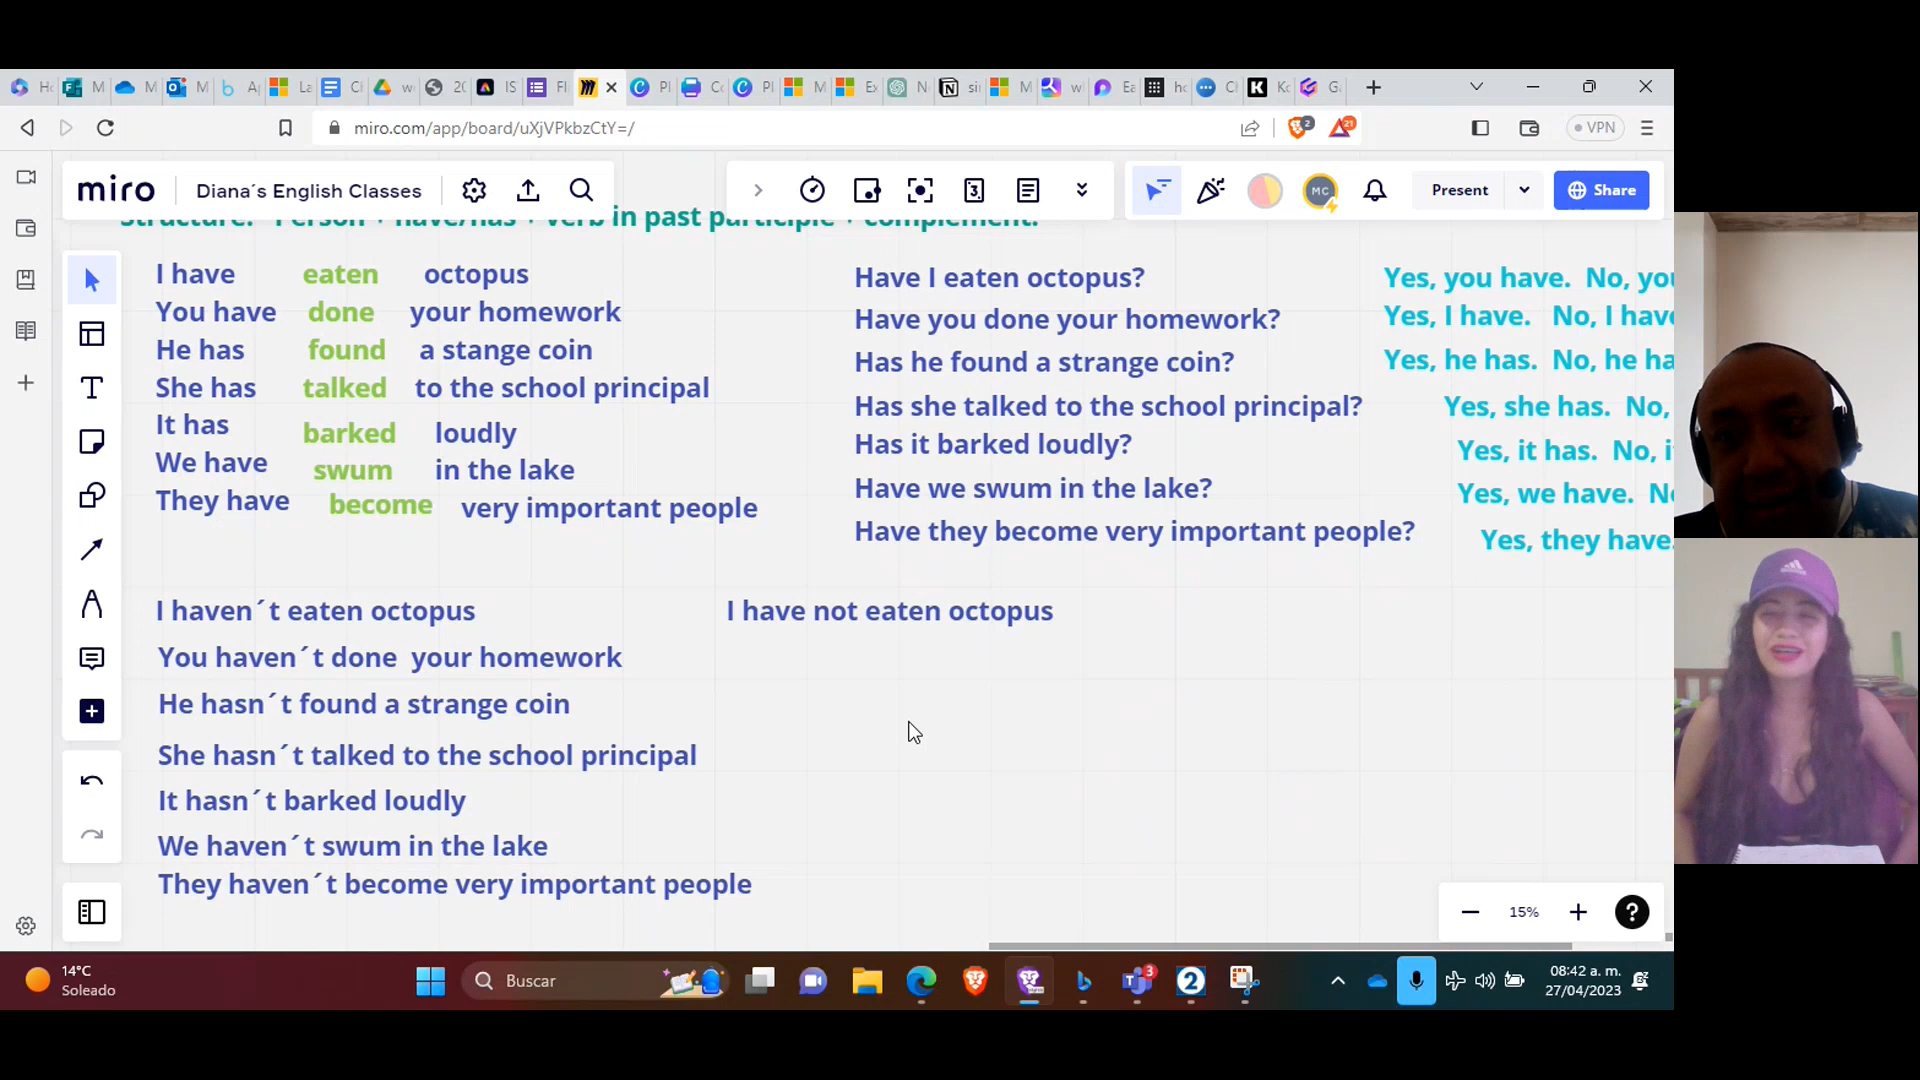 miro.com/app/board/uXjVPkbzCtY=/
VPN
miro
Diana´s English Classes
MC
Present
Share
Structure: Person + have/has + verb in past participle + complement.
I have eaten octopus
You have done your homework
He has found a stange coin
She has talked to the school principal
It has barked loudly
We have swum in the lake
They have become very important people
Have I eaten octopus?
Have you done your homework?
Has he found a strange coin?
Has she talked to the school principal?
Has it barked loudly?
Have we swum in the lake?
Have they become very important people?
Yes, you have. No, you
Yes, I have. No, I have
Yes, he has. No, he ha
Yes, she has. No,
Yes, it has. No, i
Yes, we have. No
Yes, they have.
I haven´t eaten octopus
You haven´t done your homework
He hasn´t found a strange coin
She hasn´t talked to the school principal
It hasn´t barked loudly
We haven´t swum in the lake
They haven´t become very important people
I have not eaten octopus
15%
14°C
Soleado
Buscar
08:42 a. m.
27/04/2023